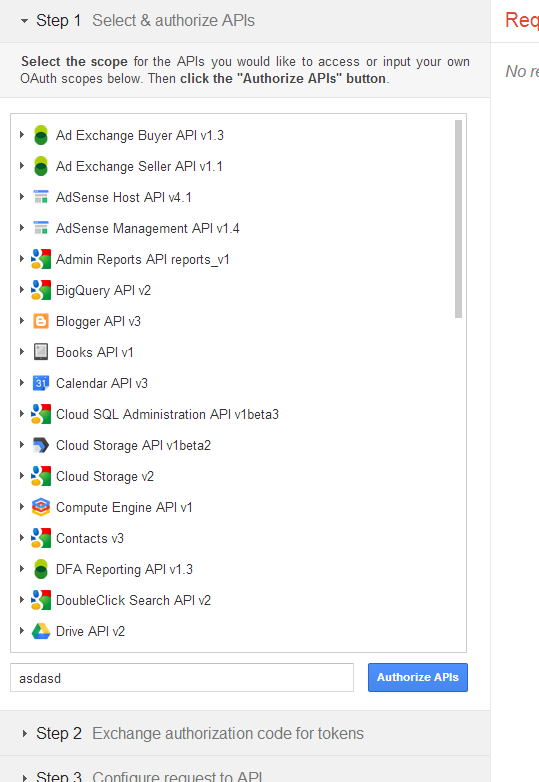 Step 1 Select & authorize APIs
Req
Select the scope for the APIs you would like to access or input your own
OAuth scopes below. Then click the "Authorize APIs" button.
No re
Ad Exchange Buyer API v1.3
Ad Exchange Seller API v1.1
AdSense Host API v4.1
AdSense Management API v1.4
Admin Reports API reports_v1
BigQuery API v2
Blogger API v3
Books API v1
31 Calendar API v3
Cloud SQL Administration API v1beta3
Cloud Storage API v1beta2
Cloud Storage v2
Compute Engine API v1
Contacts v3
DFA Reporting API v1.3
DoubleClick Search API v2
Drive API v2
asdasd Authorize APIs
Step 2 Exchange authorization code for tokens
Step 3 Configure request to API